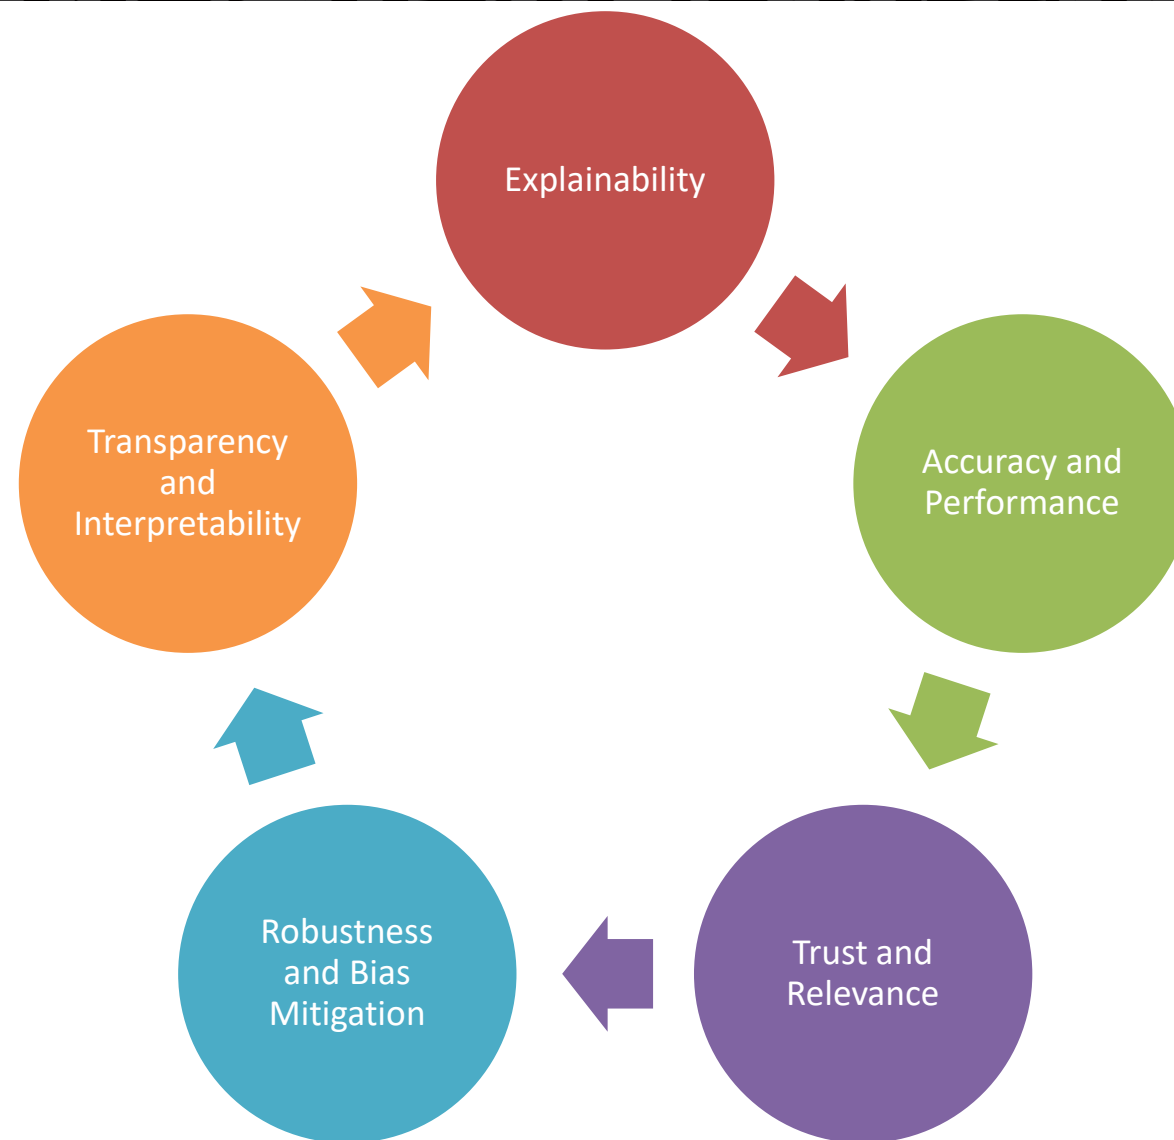 Explainability
Accuracy and
Performance
Trust and
Relevance
Robustness
and Bias
Mitigation
Transparency
and
Interpretability